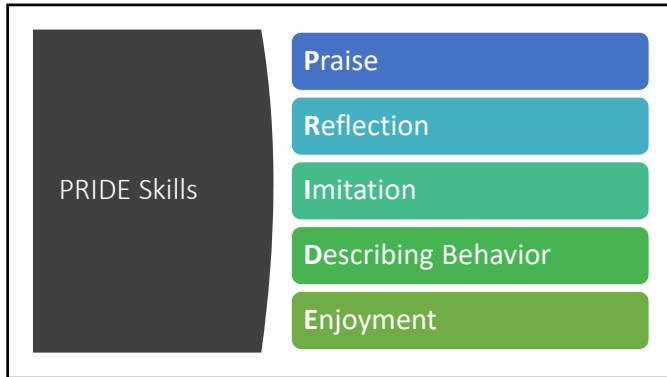 PRIDE Skills
Praise
Reflection
Imitation
Describing Behavior
Enjoyment